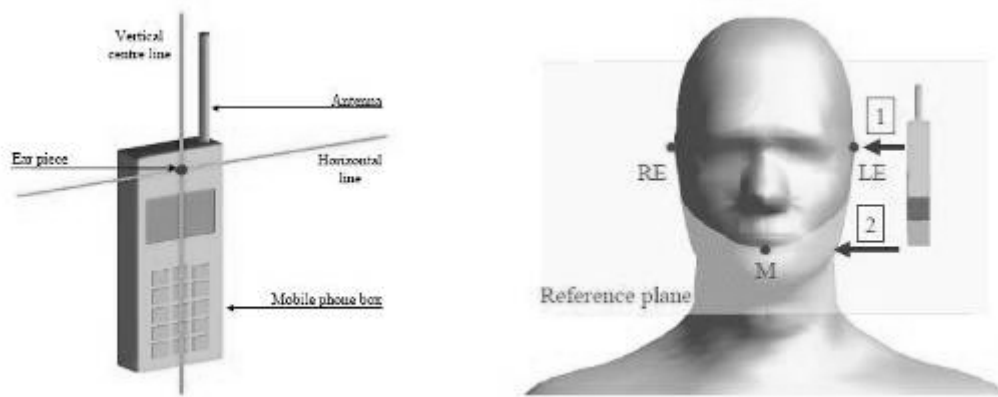 Vertical
centre line
Antenna
Ear piece
Horizontal
line
Mobile phone box
1
RE
LE
2
M
Reference plane